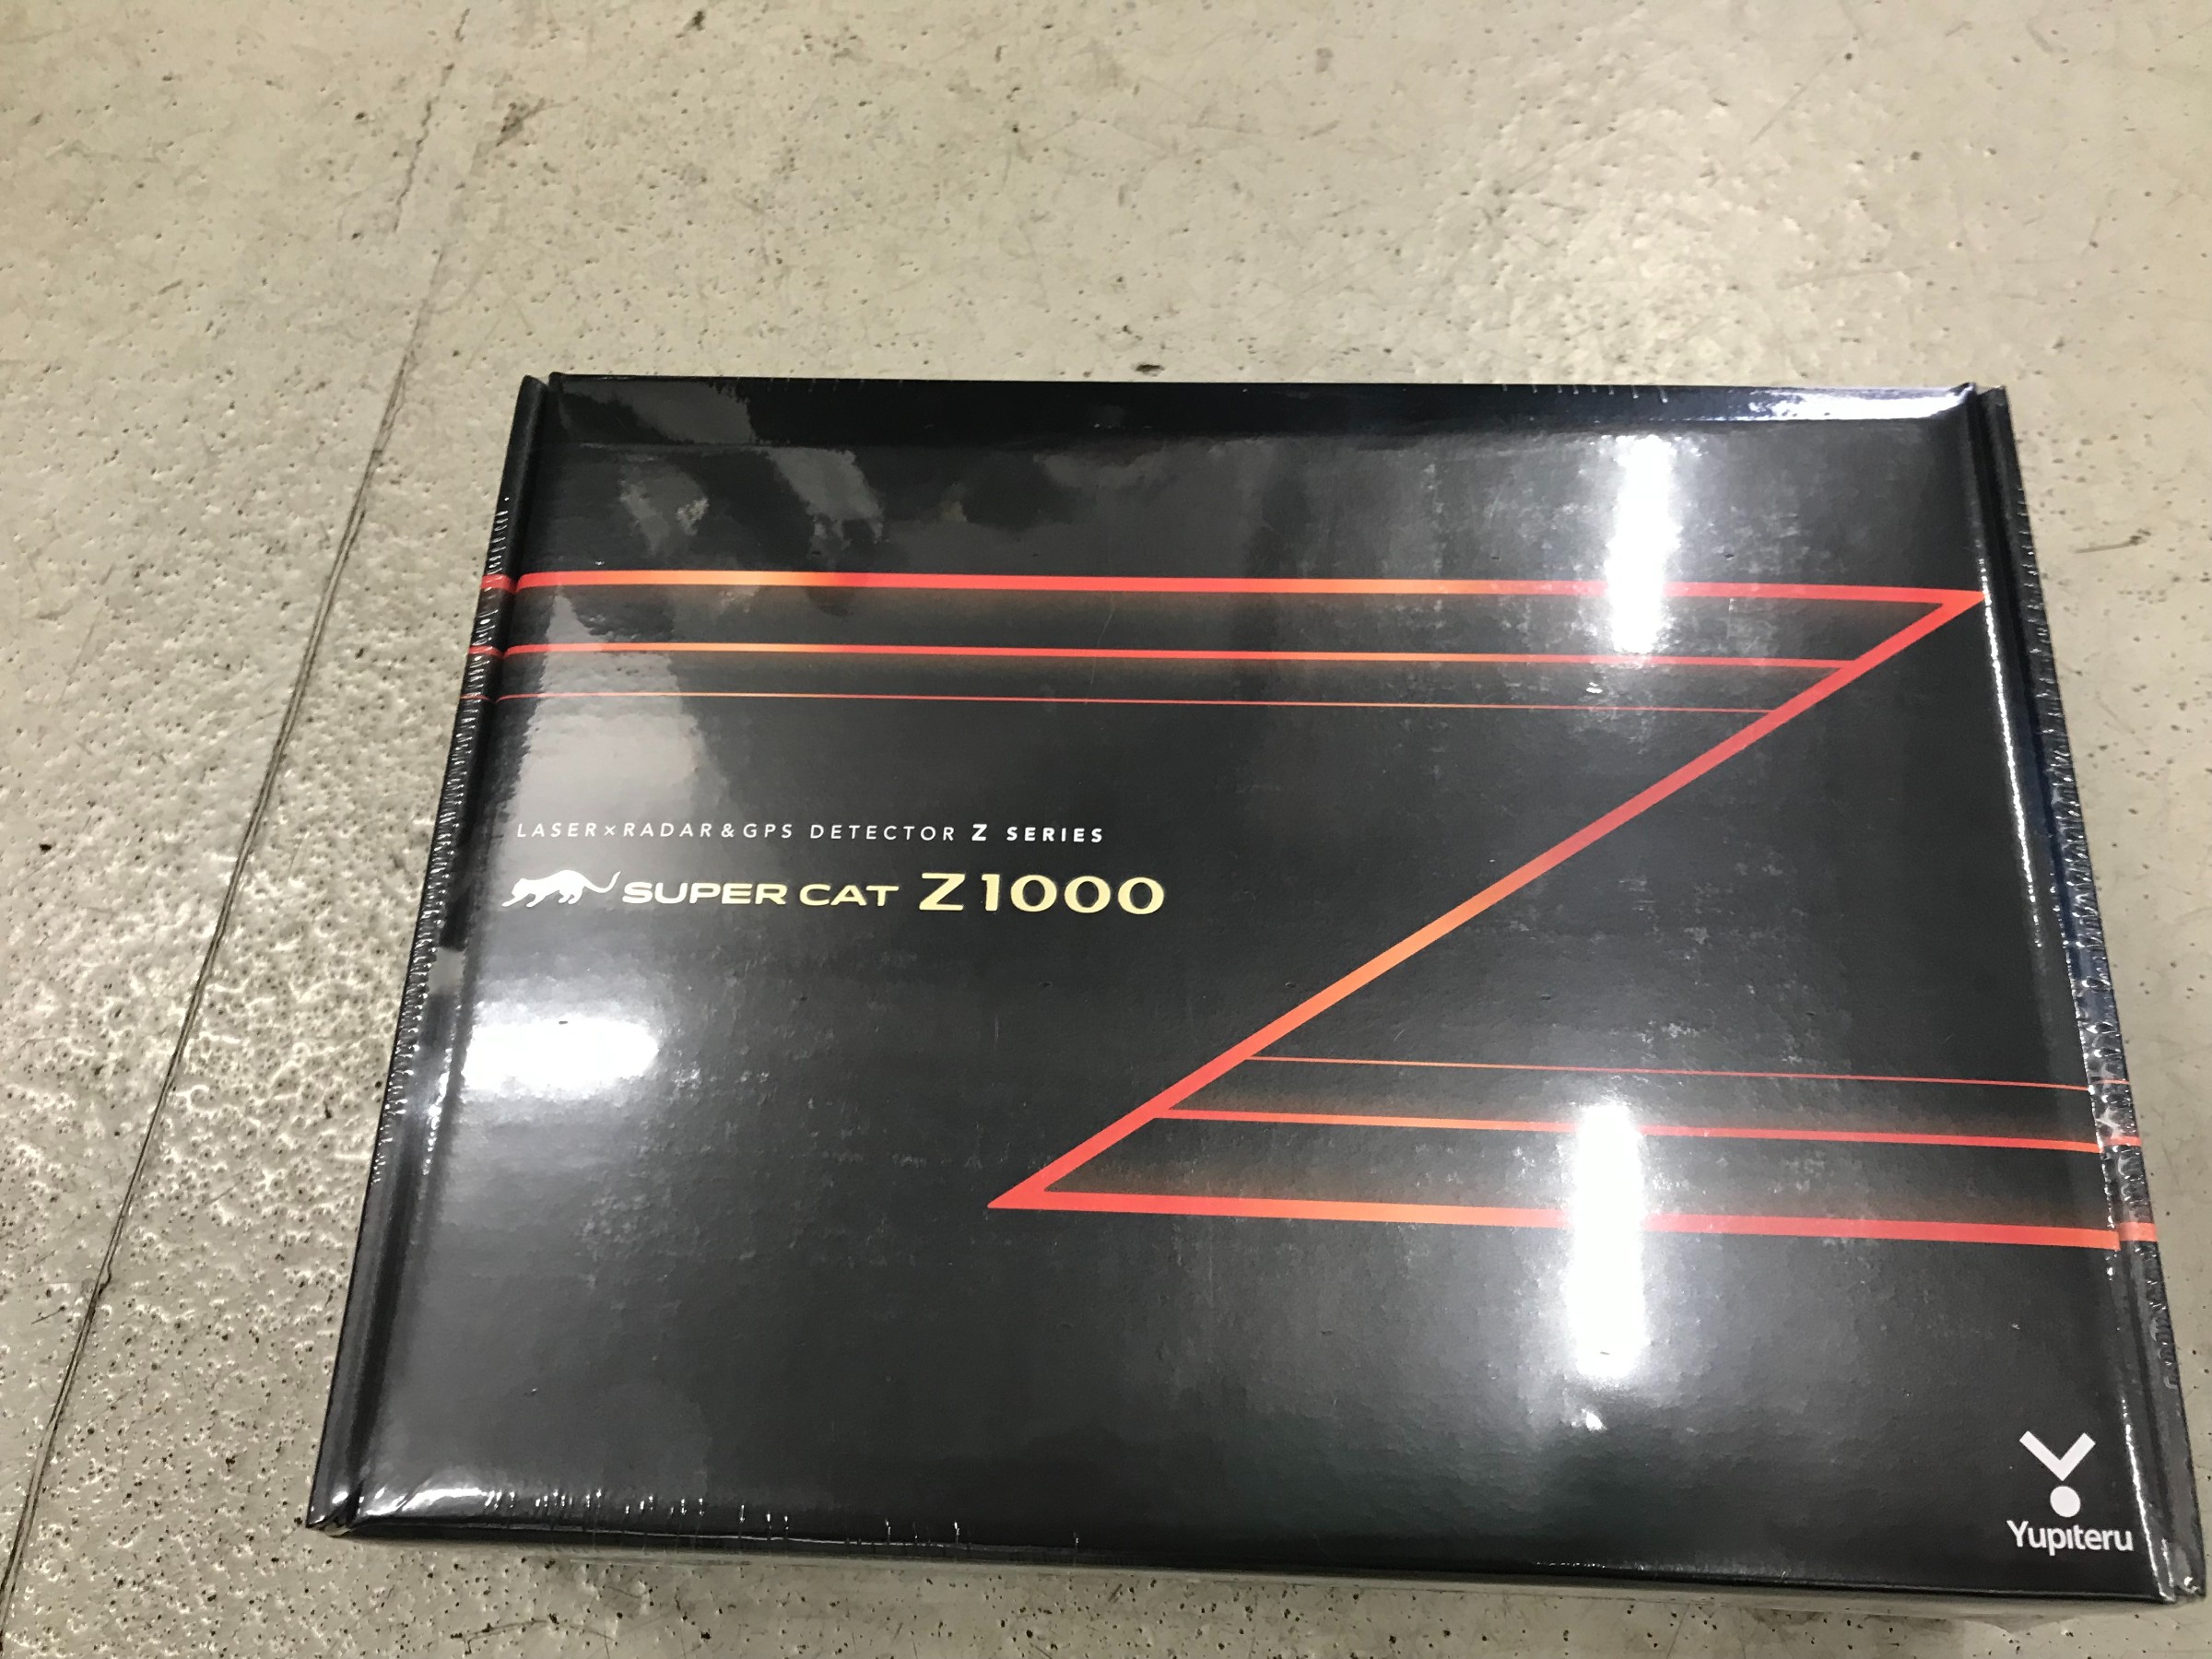 LASER×RADAR&GPS DETECTOR Z SERIES
SUPER CAT Z1000
Yupiteru